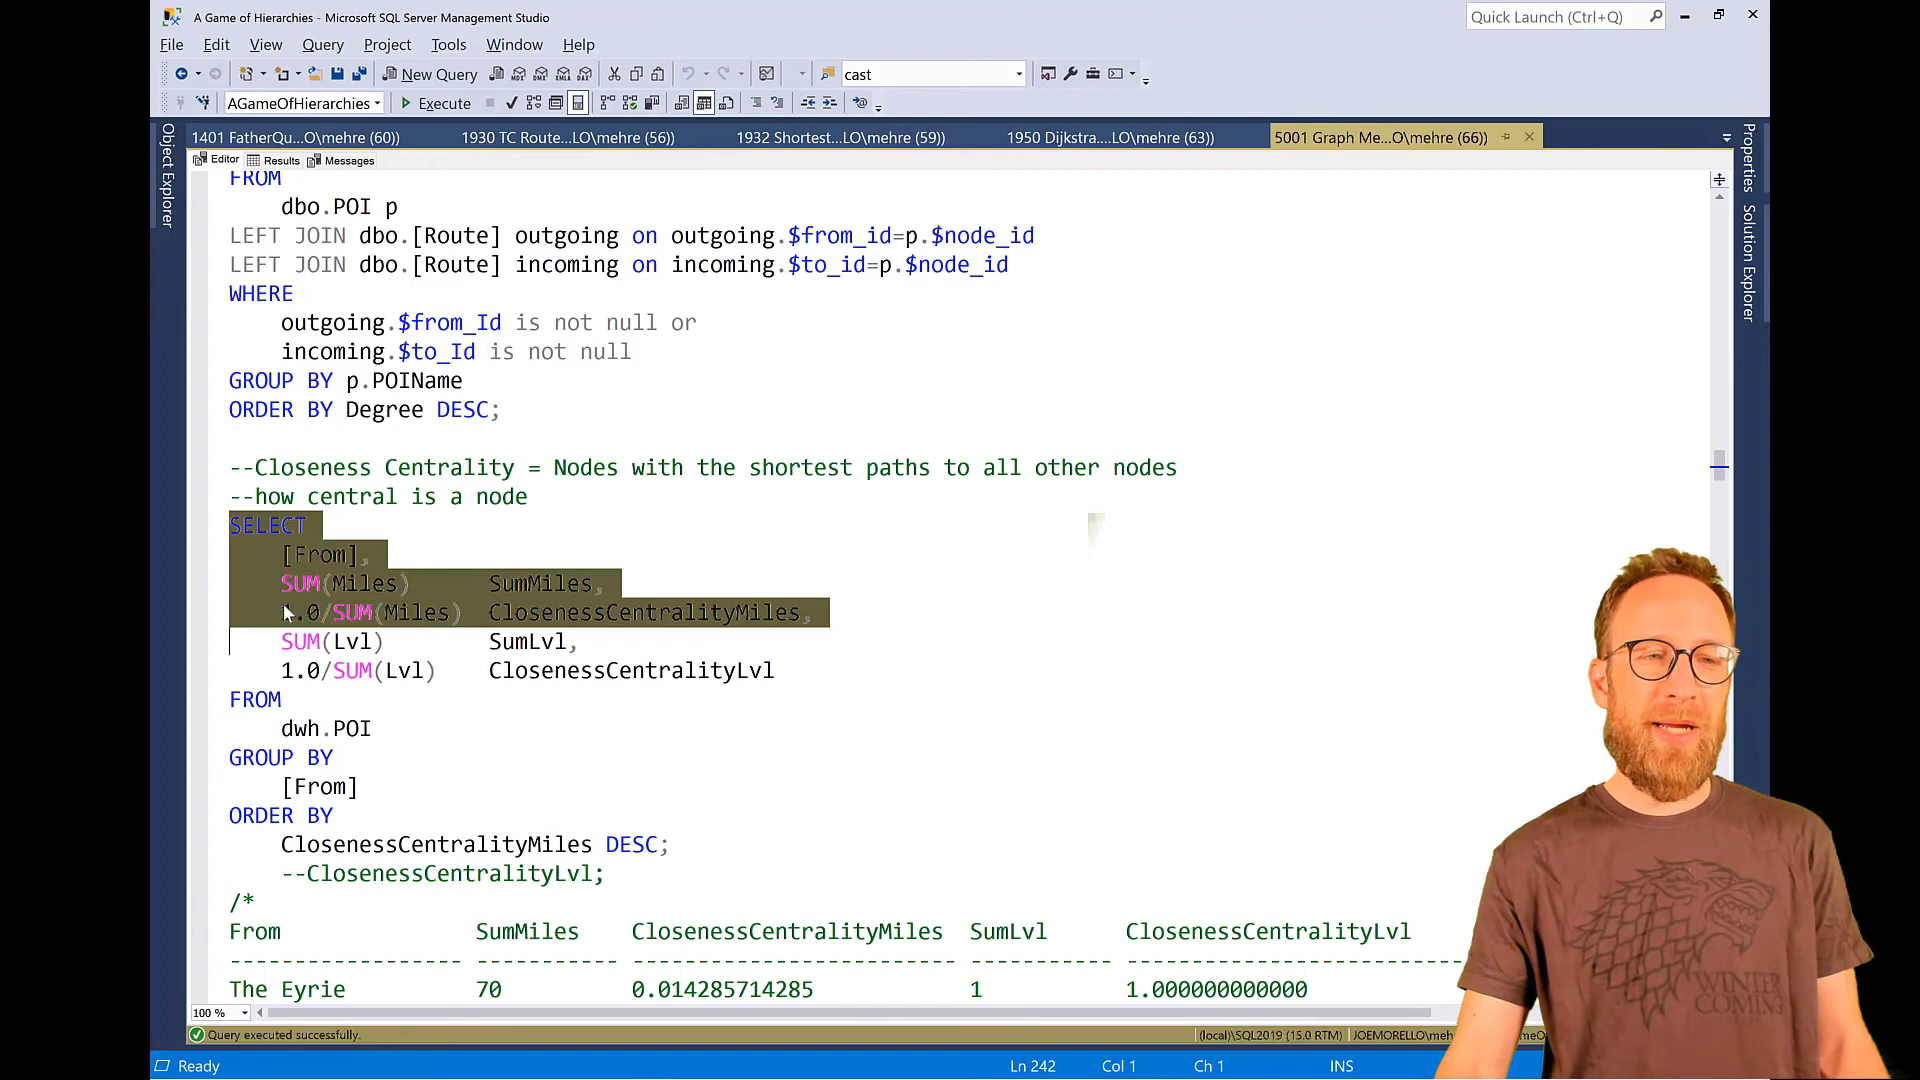 A Game of Hierarchies - Microsoft SQL Server Management Studio
Quick Launch (Ctrl+Q)
File Edit View Query Project Tools Window Help
New Query
cast
AGameOfHierarchies
Execute
1401 FatherQu...O\mehre (60))
1930 TC Route...LO\mehre (56))
1932 Shortest...LO\mehre (59))
1950 Dijkstra....LO\mehre (63))
5001 Graph Me...O\mehre (66))
Object Explorer
Properties
Solution Explorer
Editor Results Messages
FROM
dbo.POI p
LEFT JOIN dbo.[Route] outgoing on outgoing.$from_id=p.$node_id
LEFT JOIN dbo.[Route] incoming on incoming.$to_id=p.$node_id
WHERE
outgoing.$from_Id is not null or
incoming.$to_Id is not null
GROUP BY p.POIName
ORDER BY Degree DESC;
--Closeness Centrality = Nodes with the shortest paths to all other nodes
--how central is a node
SELECT
[From],
SUM(Miles) SumMiles,
1.0/SUM(Miles) ClosenessCentralityMiles,
SUM(Lvl) SumLvl,
1.0/SUM(Lvl) ClosenessCentralityLvl
FROM
dwh.POI
GROUP BY
[From]
ORDER BY
ClosenessCentralityMiles DESC;
--ClosenessCentralityLvl;
/*
From SumMiles ClosenessCentralityMiles SumLvl ClosenessCentralityLvl
------------------ ----------- ------------------------- ----------- --------------------------
The Eyrie 70 0.014285714285 1 1.000000000000
100 %
Query executed successfully.
(local)\SQL2019 (15.0 RTM)
JOEMORELLO\meh
Ready
Ln 242
Col 1
Ch 1
INS
WINTER
COMING